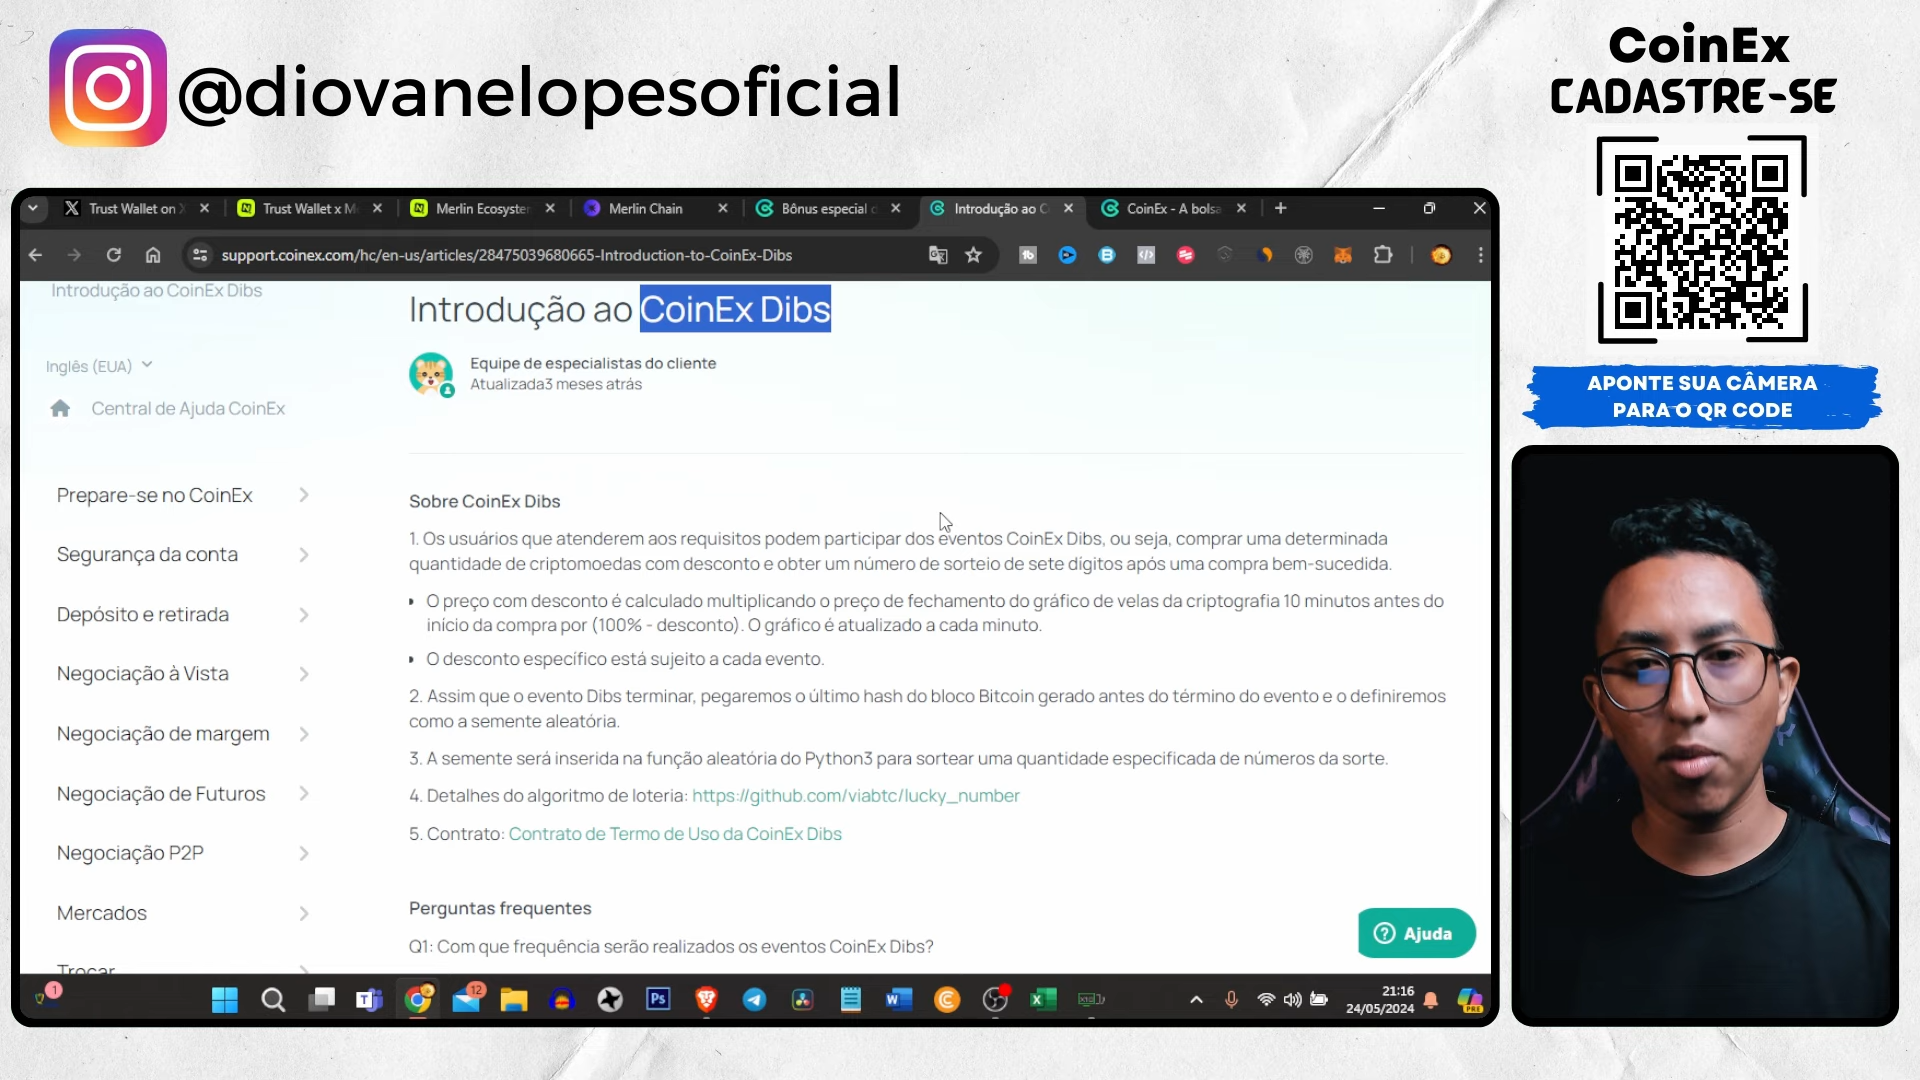 @diovanelopesoficial
CoinEx
CADASTRE-SE
APONTE SUA CÂMERA
PARA O QR CODE
Trust Wallet on X
Trust Wallet x M
Merlin Ecosyster
Merlin Chain
Bônus especial d
Introdução ao C
CoinEx - A bolsa
support.coinex.com/hc/en-us/articles/28475039680665-Introduction-to-CoinEx-Dibs
Introdução ao CoinEx Dibs
Inglês (EUA)
Central de Ajuda CoinEx
Prepare-se no CoinEx
Segurança da conta
Depósito e retirada
Negociação à Vista
Negociação de margem
Negociação de Futuros
Negociação P2P
Mercados
Trocar
Introdução ao CoinEx Dibs
Equipe de especialistas do cliente
Atualizada3 meses atrás
Sobre CoinEx Dibs
1. Os usuários que atenderem aos requisitos podem participar dos eventos CoinEx Dibs, ou seja, comprar uma determinada
quantidade de criptomoedas com desconto e obter um número de sorteio de sete dígitos após uma compra bem-sucedida.
O preço com desconto é calculado multiplicando o preço de fechamento do gráfico de velas da criptografia 10 minutos antes do
início da compra por (100% - desconto). O gráfico é atualizado a cada minuto.
O desconto específico está sujeito a cada evento.
2. Assim que o evento Dibs terminar, pegaremos o último hash do bloco Bitcoin gerado antes do término do evento e o definiremos
como a semente aleatória.
3. A semente será inserida na função aleatória do Python3 para sortear uma quantidade especificada de números da sorte.
4. Detalhes do algoritmo de loteria: https://github.com/viabtc/lucky_number
5. Contrato: Contrato de Termo de Uso da CoinEx Dibs
Perguntas frequentes
Q1: Com que frequência serão realizados os eventos CoinEx Dibs?
Ajuda
1
12
Ps
21:16
24/05/2024
PRE